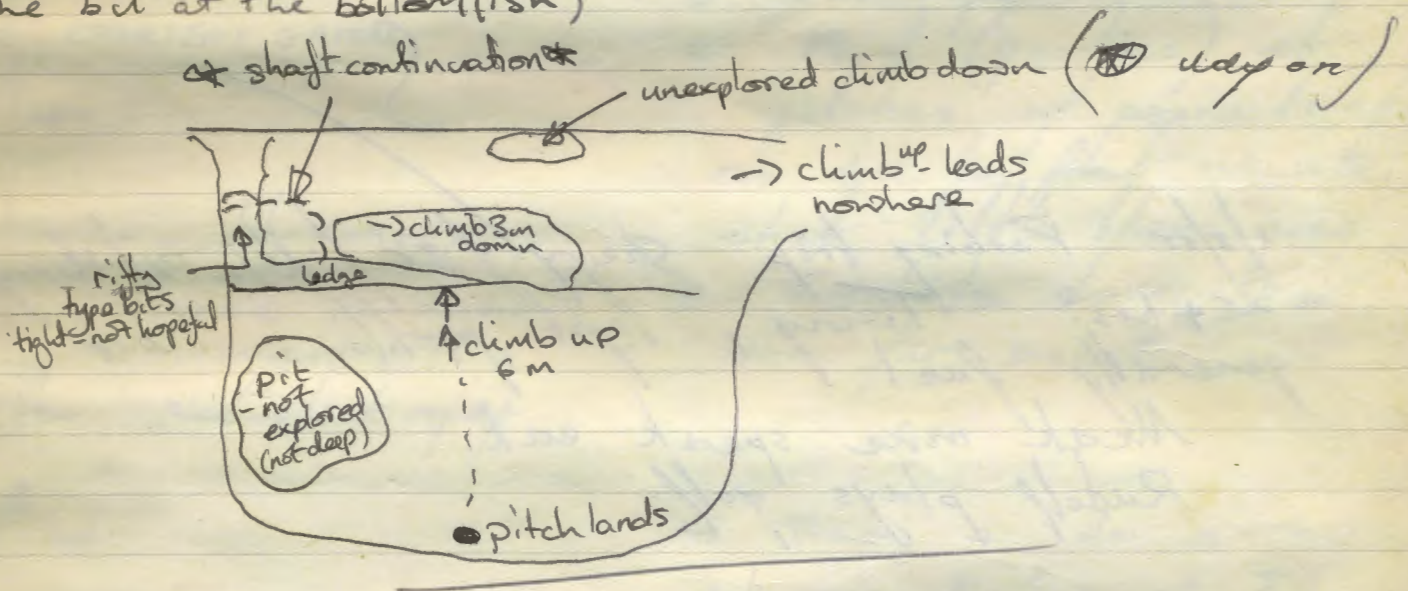 the bit at the bottom (ish)
* shaft continuation *
unexplored climb down (
→ climb up - leads
nowhere
→ climb 3m
down
ledge
rifty
type bits
tight - not hopeful
climb up
6 m
pit
- not
explored
(not deep)
pitch lands